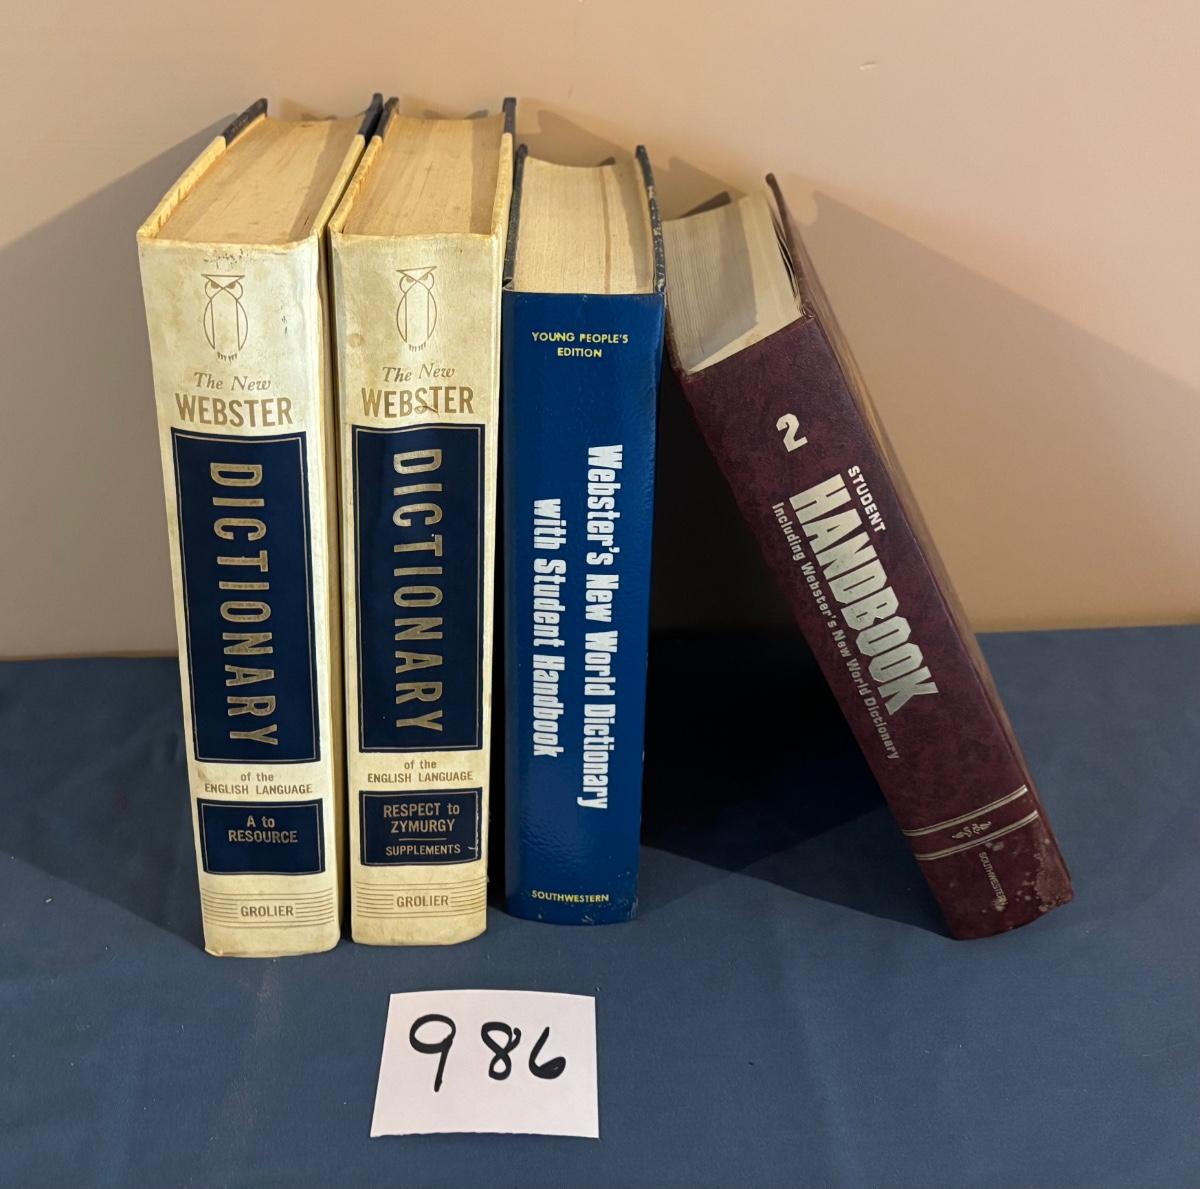 The New
WEBSTER
DICTIONARY
of the
ENGLISH LANGUAGE
A to
RESOURCE
GROLIER
The New
WEBSTER
DICTIONARY
of the
ENGLISH LANGUAGE
RESPECT to
ZYMURGY
SUPPLEMENTS
GROLIER
YOUNG PEOPLE'S
EDITION
Webster's New World Dictionary
with Student Handbook
SOUTHWESTERN
2
STUDENT
HANDBOOK
Including Webster's New World Dictionary
SOUTHWESTERN
986